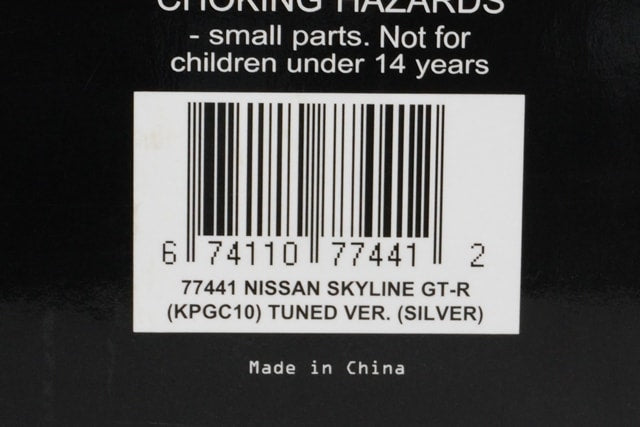 CHOKING HAZARDS
- small parts. Not for
children under 14 years
6 74110 77441 2
77441 NISSAN SKYLINE GT-R
(KPGC10) TUNED VER. (SILVER)
Made in China